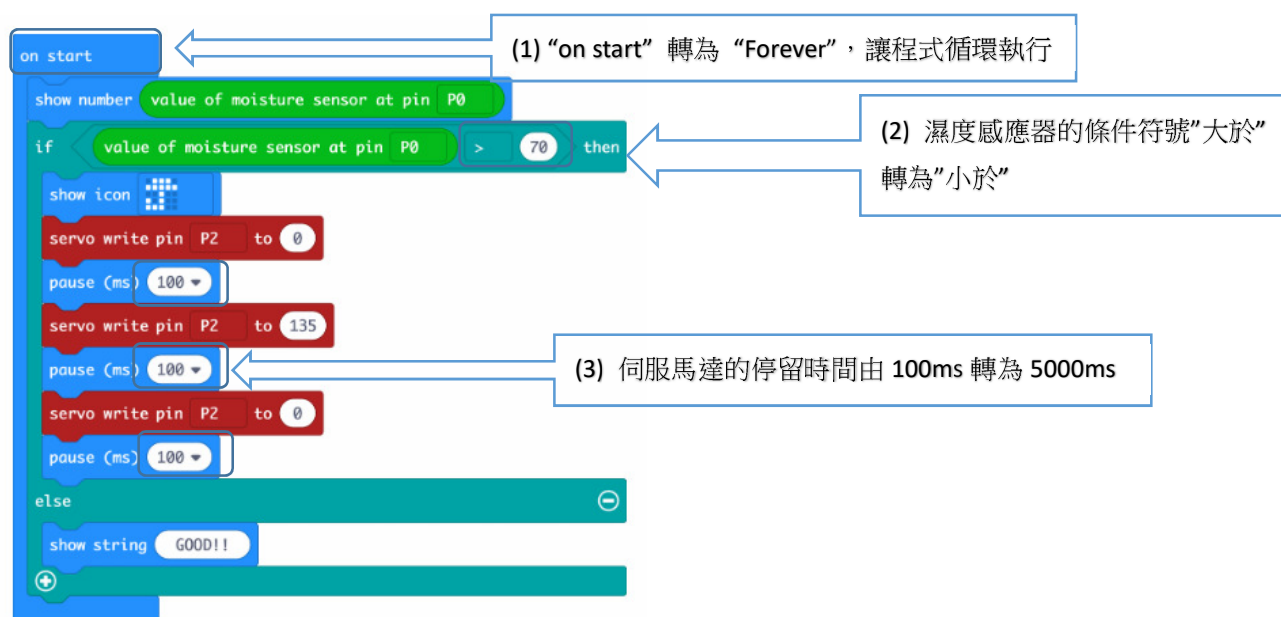 on start
(1) “on start” 轉為 “Forever”，讓程式循環執行
show number value of moisture sensor at pin P0
if value of moisture sensor at pin P0 > 70 then
(2) 濕度感應器的條件符號”大於”
轉為”小於”
show icon
servo write pin P2 to 0
pause (ms) 100
servo write pin P2 to 135
pause (ms) 100
(3) 伺服馬達的停留時間由 100ms 轉為 5000ms
servo write pin P2 to 0
pause (ms) 100
else
show string GOOD!!